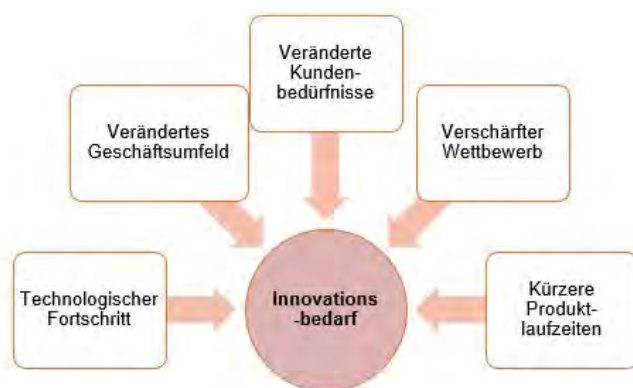 Veränderte
Kunden-
bedürfnisse
Verändertes
Geschäftsumfeld
Verschärfter
Wettbewerb
Technologischer
Fortschritt
Innovations
-bedarf
Kürzere
Produkt-
laufzeiten